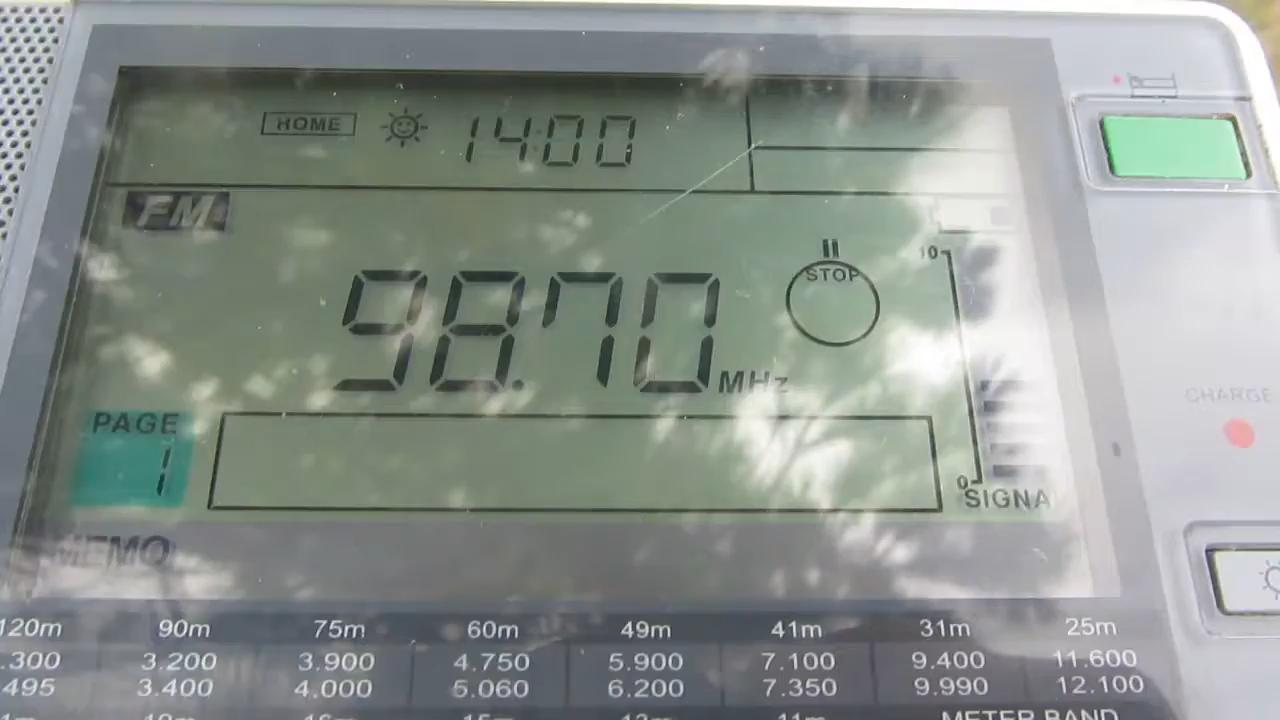 HOME 14:00
FM
98.70 MHz
STOP
10
PAGE
1
0
SIGNA
MEMO
CHARGE
120m 90m 75m 60m 49m 41m 31m 25m
.300 3.200 3.900 4.750 5.900 7.100 9.400 11.600
.495 3.400 4.000 5.060 6.200 7.350 9.990 12.100
METER BAND